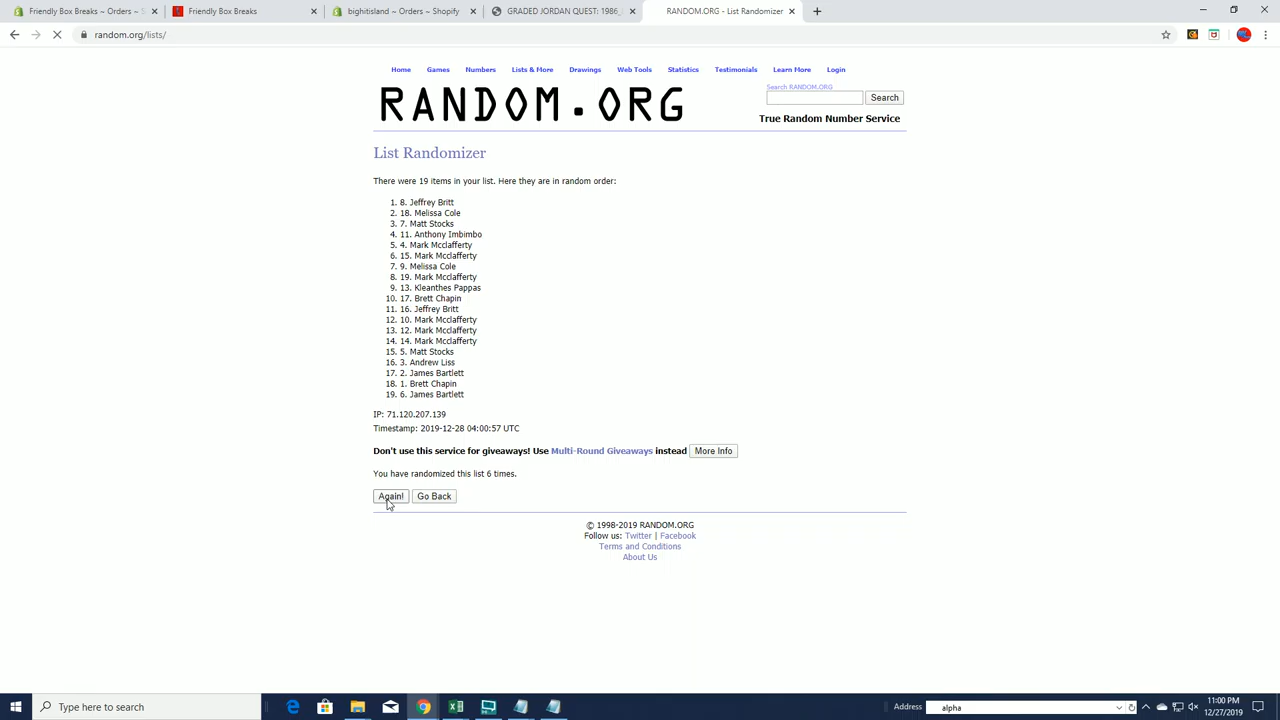 Friendly Box Breaks ~ Orders ~ S
Friendly Box Breaks
bighitisland ~ Orders ~ Shopify
GRADED JORDAN QUEST: 1986_
RANDOM.ORG - List Randomizer
random.org/lists/
Home Games Numbers Lists & More Drawings Web Tools Statistics Testimonials Learn More Login
Search RANDOM.ORG
RANDOM.ORG
Search
True Random Number Service
List Randomizer
There were 19 items in your list. Here they are in random order:
1. 8. Jeffrey Britt
2. 18. Melissa Cole
3. 7. Matt Stocks
4. 11. Anthony Imbimbo
5. 4. Mark Mcclafferty
6. 15. Mark Mcclafferty
7. 9. Melissa Cole
8. 19. Mark Mcclafferty
9. 13. Kleanthes Pappas
10. 17. Brett Chapin
11. 16. Jeffrey Britt
12. 10. Mark Mcclafferty
13. 12. Mark Mcclafferty
14. 14. Mark Mcclafferty
15. 5. Matt Stocks
16. 3. Andrew Liss
17. 2. James Bartlett
18. 1. Brett Chapin
19. 6. James Bartlett
IP: 71.120.207.139
Timestamp: 2019-12-28 04:00:57 UTC
Don't use this service for giveaways! Use Multi-Round Giveaways instead More Info
You have randomized this list 6 times.
Again! Go Back
© 1998-2019 RANDOM.ORG
Follow us: Twitter | Facebook
Terms and Conditions
About Us
Type here to search
Address
alpha
11:00 PM
12/27/2019